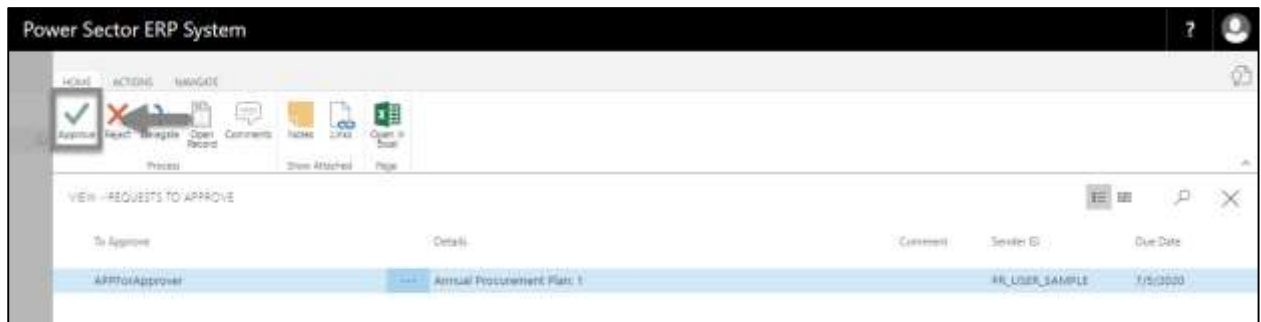 Power Sector ERP System ?
HOME ACTIONS NAVIGATE
Approve Reject Delegate Open Record Comments Notes Links Open in Excel
Process Show Attached Page
VIEW - REQUESTS TO APPROVE
To Approve Details Comment Sender ID Due Date
APPforApprover ... Annual Procurement Plan: 1 PR_USER_SAMPLE 7/5/2020